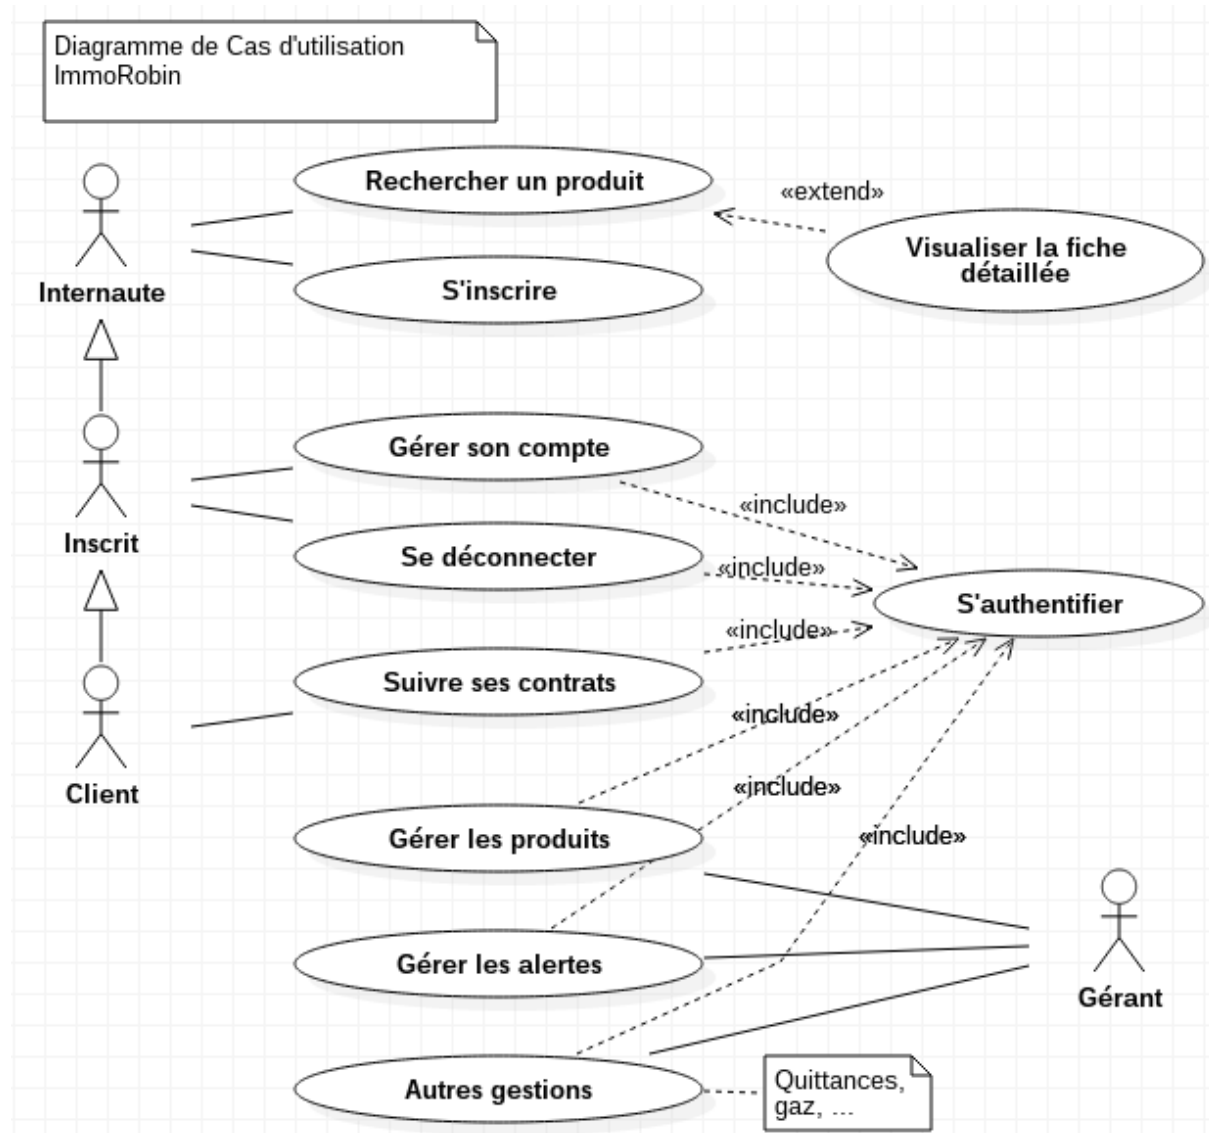 Diagramme de Cas d'utilisation
ImmoRobin
Rechercher un produit
«extend»
Visualiser la fiche
détaillée
Internaute
S'inscrire
Gérer son compte
«include»
Inscrit
Se déconnecter
«include»
S'authentifier
«include»
Suivre ses contrats
«include»
Client
«include»
Gérer les produits
«include»
Gérer les alertes
Gérant
Autres gestions
Quittances,
gaz, ...